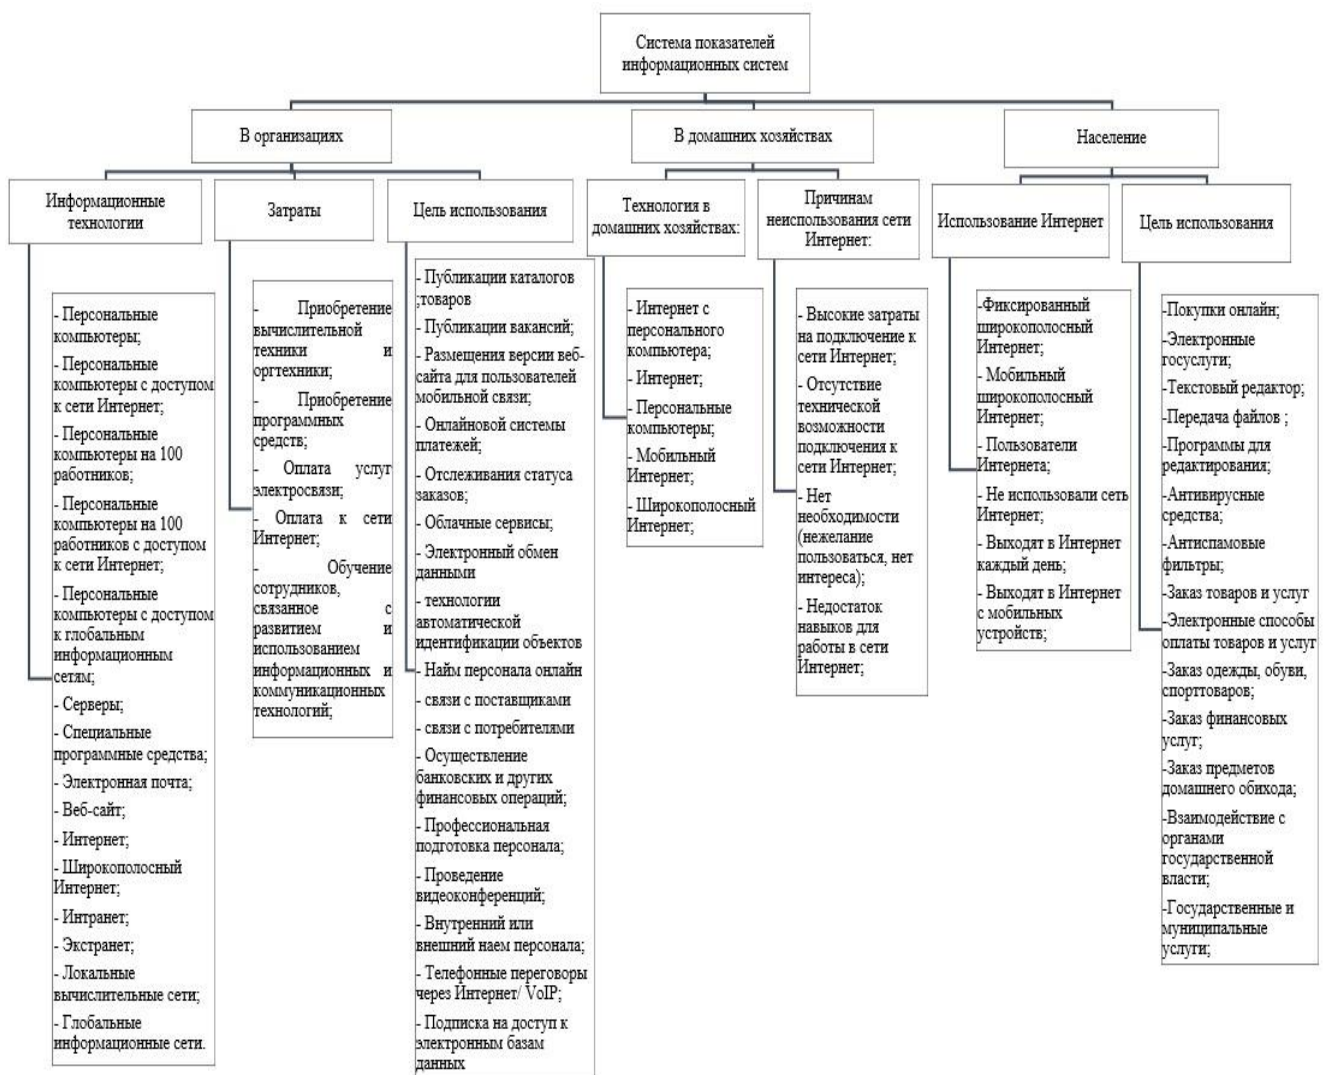 Система показателей
информационных систем
В организациях
В домашних хозяйствах
Население
Информационные
технологии
Затраты
Цель использования
Технология в
домашних хозяйствах:
Причинам
неиспользования сети
Интернет:
Использование Интернет
Цель использования
- Персональные
компьютеры;
- Персональные
компьютеры с доступом
к сети Интернет;
- Персональные
компьютеры на 100
работников;
- Персональные
компьютеры на 100
работников с доступом
к сети Интернет;
- Персональные
компьютеры с доступом
к глобальным
информационным
сетям;
- Серверы;
- Специальные
программные средства;
- Электронная почта;
- Веб-сайт;
- Интернет;
- Широкополосный
Интернет;
- Интранет;
- Экстранет;
- Локальные
вычислительные сети;
- Глобальные
информационные сети.
- Приобретение
вычислительной
техники и
оргтехники;
- Приобретение
программных
средств;
- Оплата услуг
электросвязи;
- Оплата к сети
Интернет;
- Обучение
сотрудников,
связанное с
развитием и
использованием
информационных и
коммуникационных
технологий;
- Публикации каталогов
;товаров
- Публикации вакансий;
- Размещения версии веб-
сайта для пользователей
мобильной связи;
- Онлайновой системы
платежей;
- Отслеживания статуса
заказов;
- Облачные сервисы;
- Электронный обмен
данными
- технологии
автоматической
идентификации объектов
- Найм персонала онлайн
- связи с поставщиками
- связи с потребителями
- Осуществление
банковских и других
финансовых операций;
- Профессиональная
подготовка персонала;
- Проведение
видеоконференций;
- Внутренний или
внешний наем персонала;
- Телефонные переговоры
через Интернет/ VoIP;
- Подписка на доступ к
электронным базам
данных
- Интернет с
персонального
компьютера;
- Интернет;
- Персональные
компьютеры;
- Мобильный
Интернет;
- Широкополосный
Интернет;
- Высокие затраты
на подключение к
сети Интернет;
- Отсутствие
технической
возможности
подключения к
сети Интернет;
- Нет
необходимости
(нежелание
пользоваться, нет
интереса);
- Недостаток
навыков для
работы в сети
Интернет;
-Фиксированный
широкополосный
Интернет;
- Мобильный
широкополосный
Интернет;
- Пользователи
Интернета;
- Не использовали сеть
Интернет;
- Выходят в Интернет
каждый день;
- Выходят в Интернет
с мобильных
устройств;
-Покупки онлайн;
-Электронные
госуслуги;
-Текстовый редактор;
-Передача файлов ;
-Программы для
редактирования;
-Антивирусные
средства;
-Антиспамовые
фильтры;
-Заказ товаров и услуг
-Электронные способы
оплаты товаров и услуг
-Заказ одежды, обуви,
спорттоваров;
-Заказ финансовых
услуг;
-Заказ предметов
домашнего обихода;
-Взаимодействие с
органами
государственной
власти;
-Государственные и
муниципальные
услуги;